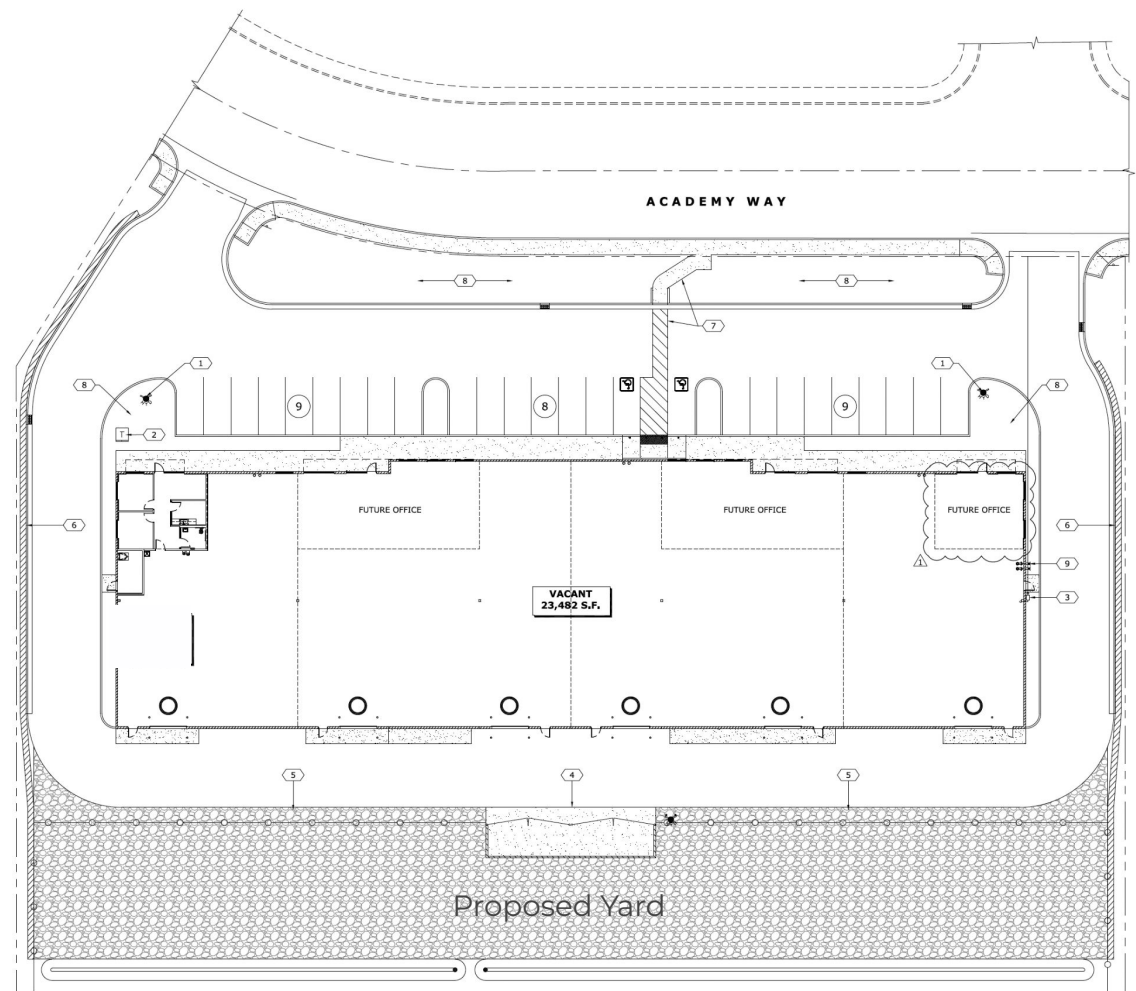 ACADEMY WAY
8
8
7
1
1
8
8
9
8
9
T
2
FUTURE OFFICE
FUTURE OFFICE
FUTURE OFFICE
6
6
1
9
3
VACANT
23,482 S.F.
5
4
5
Proposed Yard